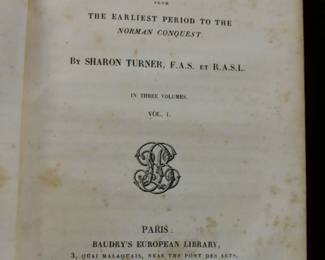 FROM
THE EARLIEST PERIOD TO THE
NORMAN CONQUEST.
BY SHARON TURNER, F.A.S. ET R.A.S.L.
IN THREE VOLUMES.
VOL. I.
PARIS:
BAUDRY'S EUROPEAN LIBRARY,
3, QUAI MALAQUAIS, NEAR THE PONT DES ARTS,